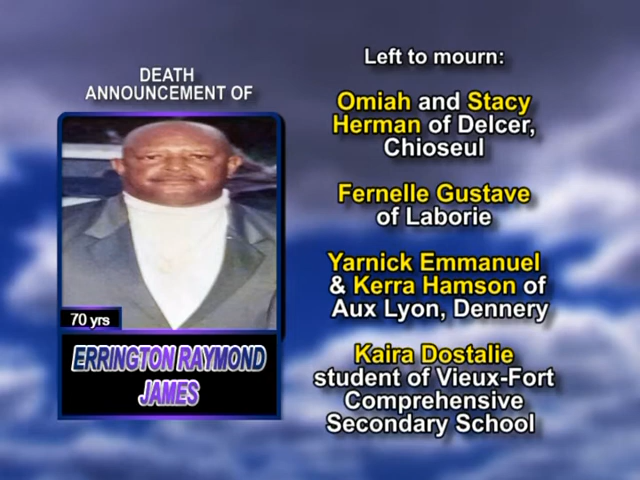 DEATH
ANNOUNCEMENT OF
70 yrs
ERRINGTON RAYMOND
JAMES
Left to mourn:
Omiah and Stacy
Herman of Delcer,
Chioseul
Fernelle Gustave
of Laborie
Yarnick Emmanuel
& Kerra Hamson of
Aux Lyon, Dennery
Kaira Dostalie
student of Vieux-Fort
Comprehensive
Secondary School